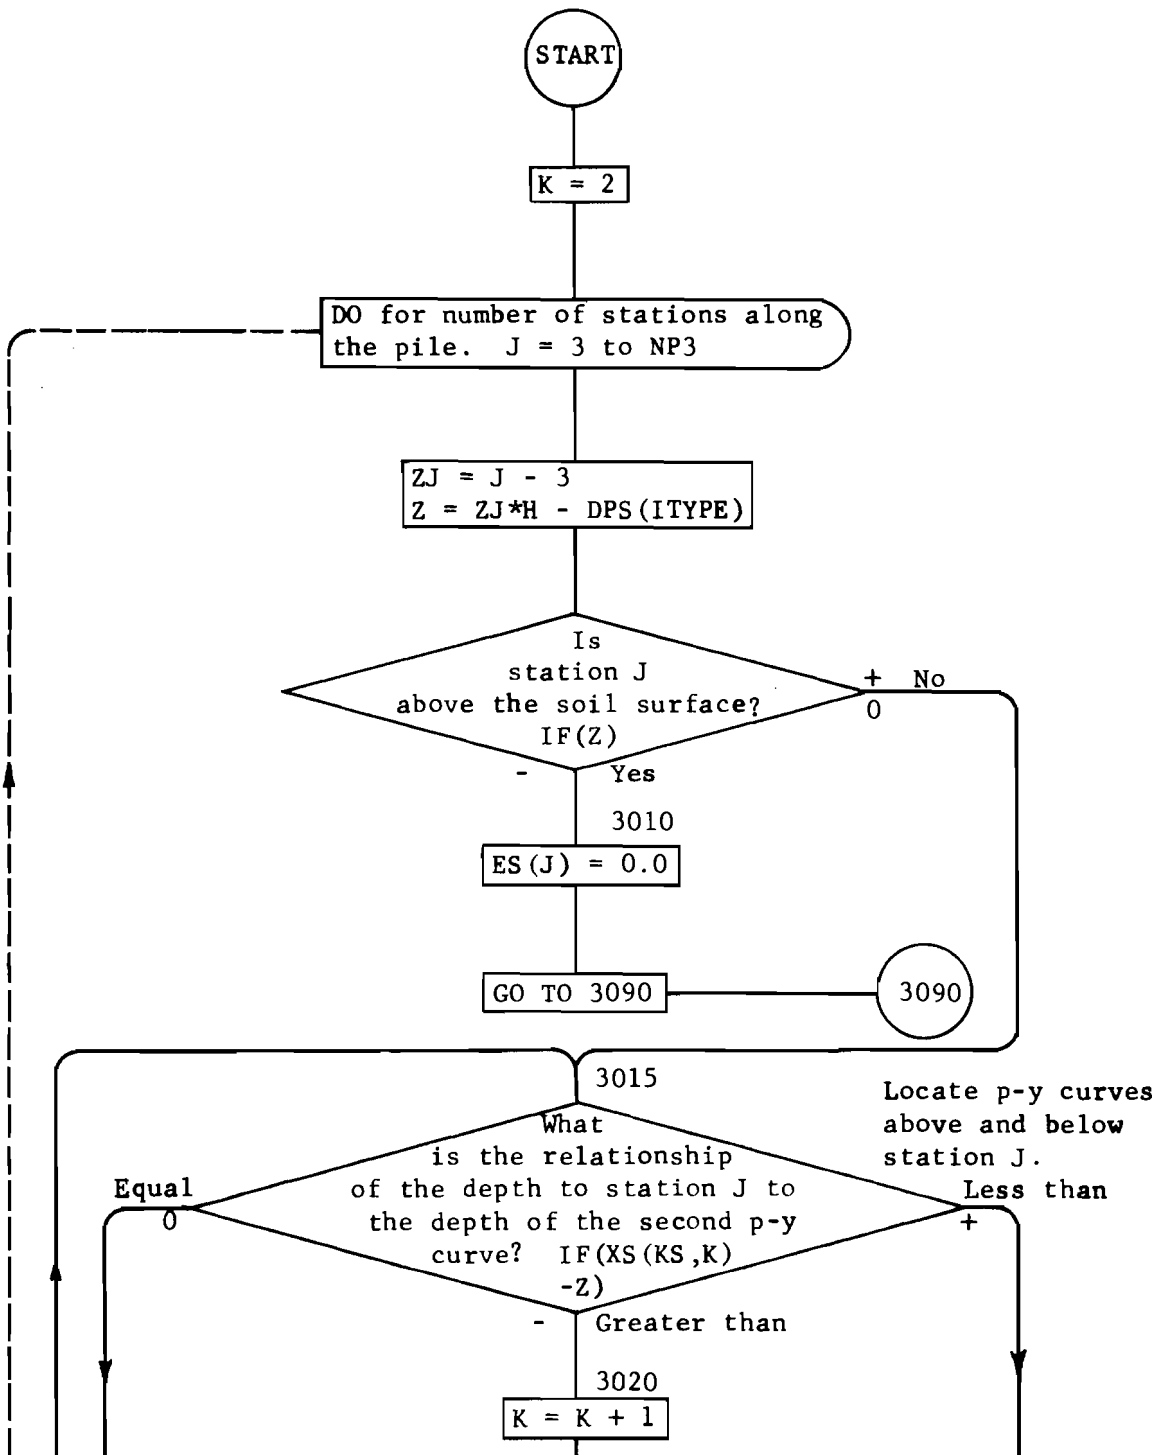 START
K = 2
DO for number of stations along
the pile. J = 3 to NP3
ZJ = J - 3
Z = ZJ*H - DPS(ITYPE)
Is
station J
above the soil surface?
IF(Z)
+ No
0
- Yes
3010
ES(J) = 0.0
GO TO 3090
3090
3015
Locate p-y curves
above and below
station J.
What
is the relationship
of the depth to station J to
the depth of the second p-y
curve? IF(XS(KS,K)
-Z)
Equal
0
Less than
+
- Greater than
3020
K = K + 1